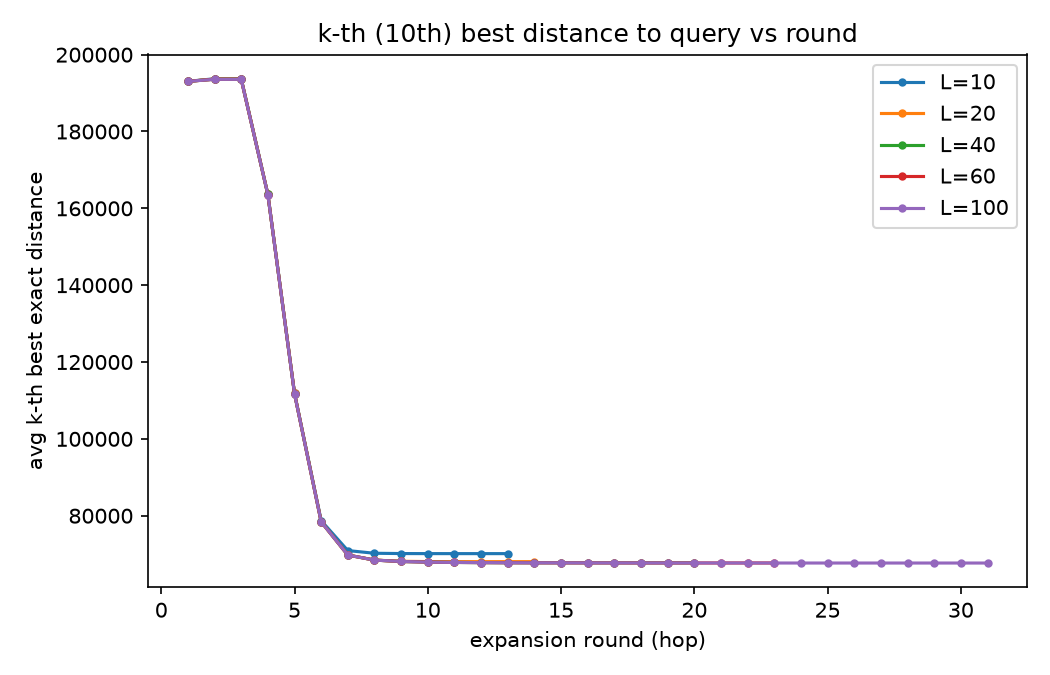 k-th (10th) best distance to query vs round
200000
180000
160000
140000
120000
100000
80000
avg k-th best exact distance
0 5 10 15 20 25 30
expansion round (hop)
L=10
L=20
L=40
L=60
L=100